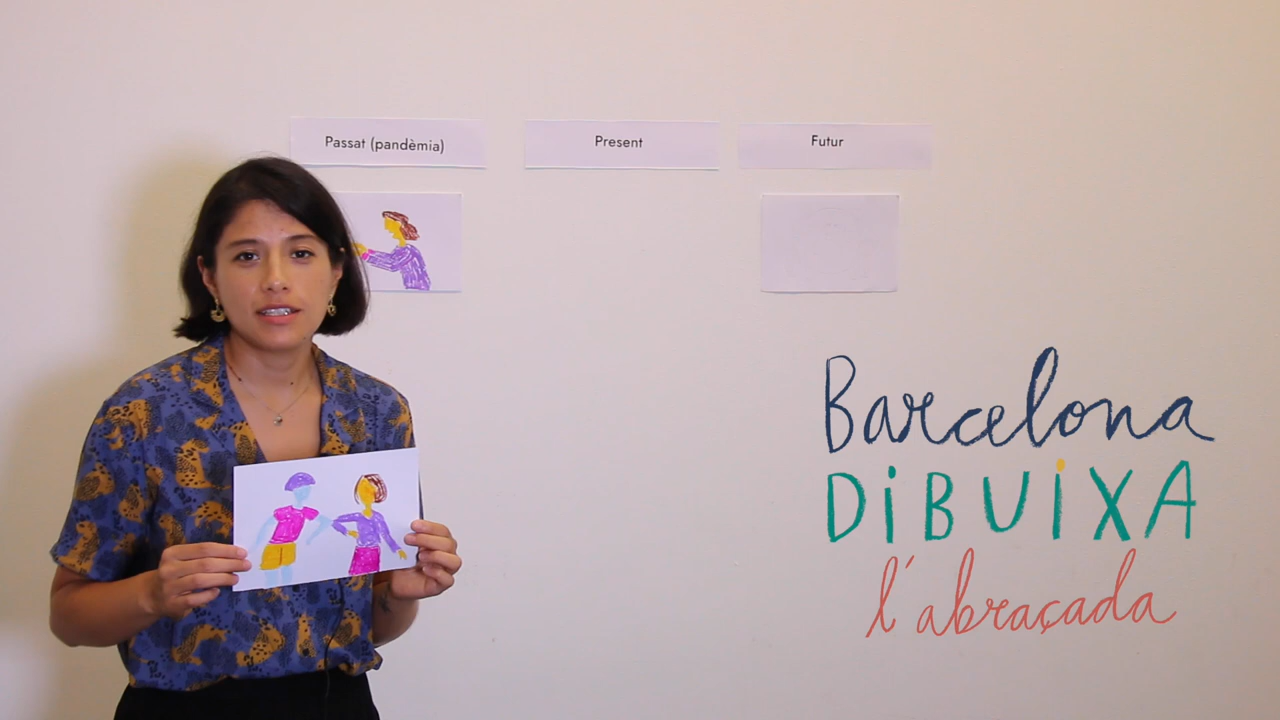 Passat (pandèmia)
Present
Futur
Barcelona
DiBUiXA
l'abraçada